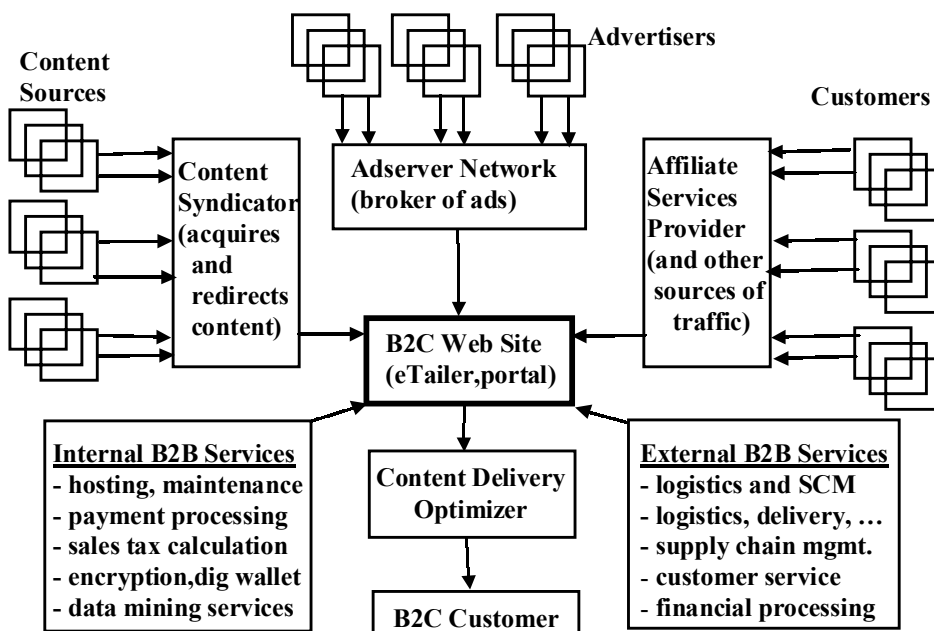 Content
Sources
Advertisers
Customers
Content
Syndicator
(acquires
and
redirects
content)
Adserver Network
(broker of ads)
Affiliate
Services
Provider
(and other
sources of
traffic)
B2C Web Site
(eTailer,portal)
Internal B2B Services
- hosting, maintenance
- payment processing
- sales tax calculation
- encryption,dig wallet
- data mining services
Content Delivery
Optimizer
B2C Customer
External B2B Services
- logistics and SCM
- logistics, delivery, …
- supply chain mgmt.
- customer service
- financial processing